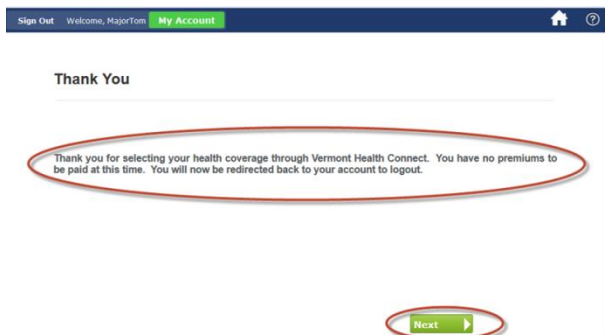 Sign Out Welcome, MajorTom My Account
Thank You
Thank you for selecting your health coverage through Vermont Health Connect. You have no premiums to
be paid at this time. You will now be redirected back to your account to logout.
Next